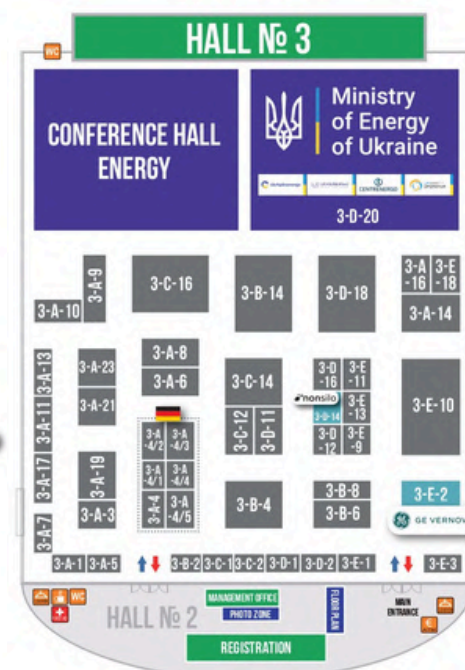 HALL № 3
WC
CONFERENCE HALL
ENERGY
Ministry
of Energy
of Ukraine
CENTRENERGO
3-D-20
3-A-9
3-A-10
3-C-16
3-B-14
3-D-18
3-A
-16
3-E
-18
3-A-14
3-A-13
3-A-11
3-A-17
3-A-7
3-A-23
3-A-21
3-A-19
3-A-3
3-A-8
3-A-6
3-A
-4/2
3-A
-4/3
3-A
-4/1
3-A
-4/4
3-A-4
3-A
-4/5
3-C-14
3-C-12
3-D-11
3-B-4
3-D
-16
3-E
-11
nonsilo
3-D-14
3-E
-13
3-D
-12
3-E
-9
3-B-8
3-B-6
3-E-10
3-E-2
GE VERNOVA
3-A-1
3-A-5
3-B-2
3-C-1
3-C-2
3-D-1
3-D-2
3-E-1
3-E-3
WC
HALL № 2
MANAGEMENT OFFICE
PHOTO ZONE
FLOOR PLAN
MAIN
ENTRANCE
REGISTRATION